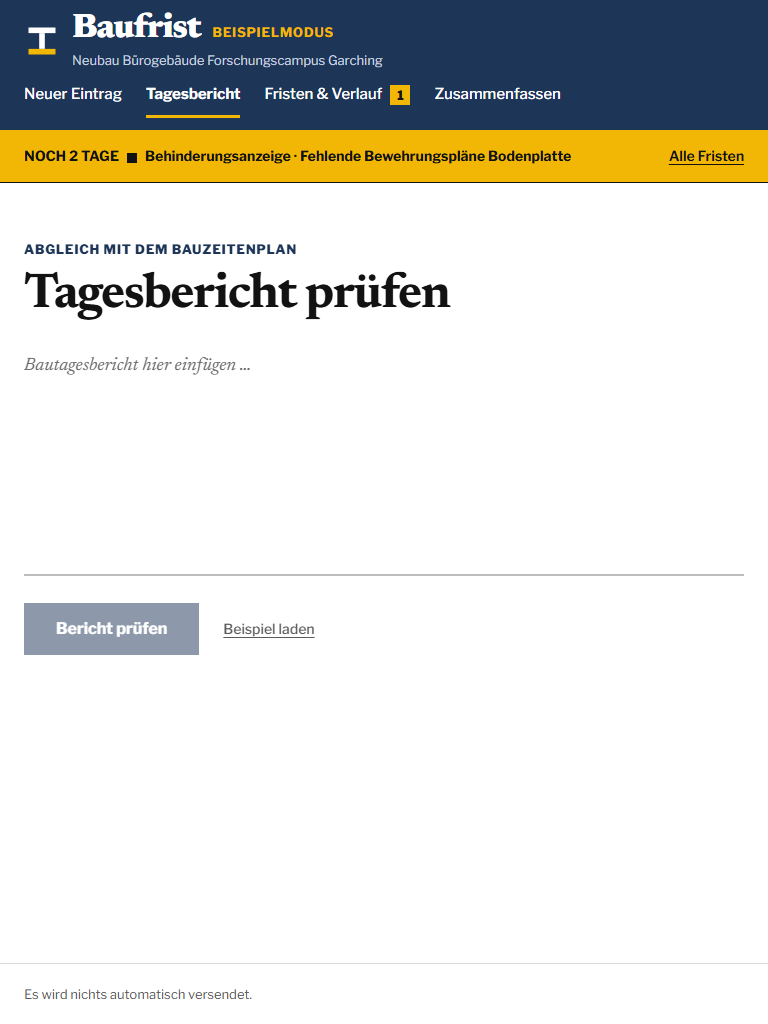 Baufrist BEISPIELMODUS
Neubau Bürogebäude Forschungscampus Garching
Neuer Eintrag Tagesbericht Fristen & Verlauf 1 Zusammenfassen
NOCH 2 TAGE ■ Behinderungsanzeige · Fehlende Bewehrungspläne Bodenplatte Alle Fristen
ABGLEICH MIT DEM BAUZEITENPLAN
Tagesbericht prüfen
Bautagesbericht hier einfügen ...
Bericht prüfen Beispiel laden
Es wird nichts automatisch versendet.